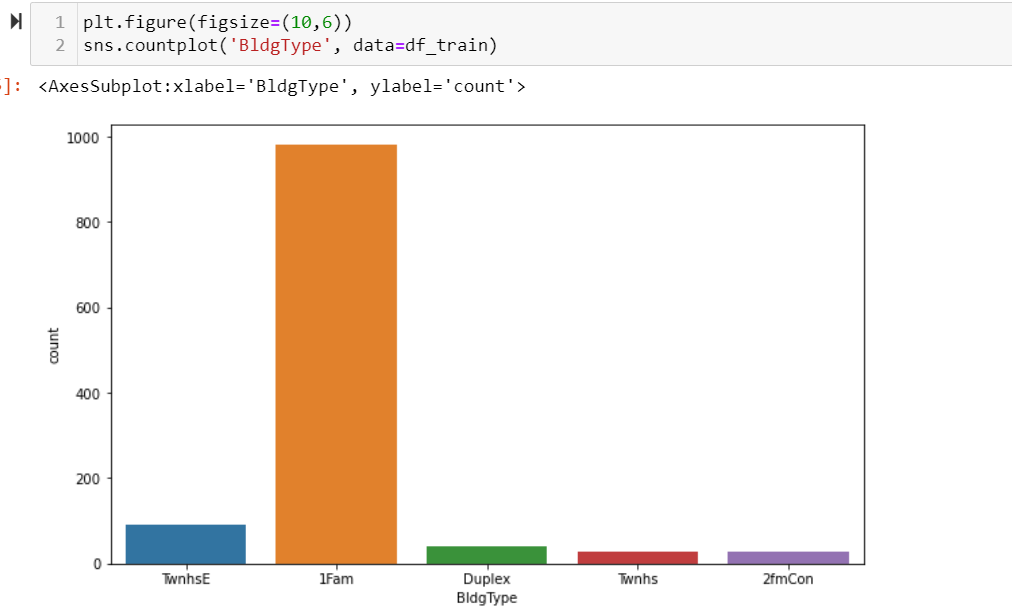 1 plt.figure(figsize=(10,6))
2 sns.countplot('BldgType', data=df_train)
]: <AxesSubplot:xlabel='BldgType', ylabel='count'>
1000
800
600
count
400
200
0
TwnhsE 1Fam Duplex Twnhs 2fmCon
BldgType